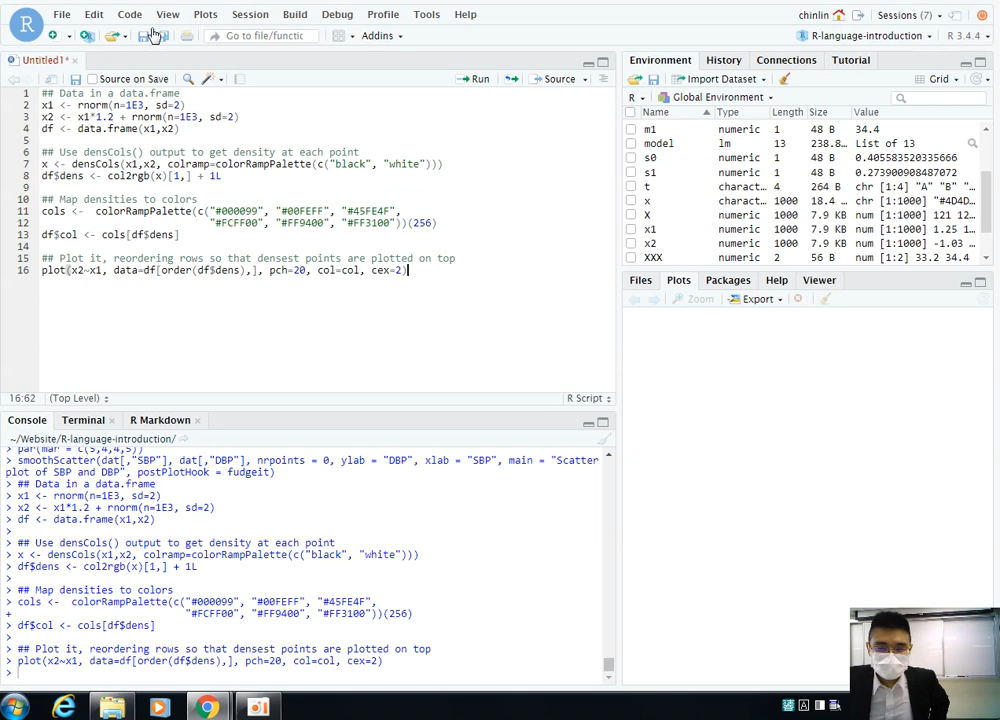 File Edit Code View Plots Session Build Debug Profile Tools Help
chinlin Sessions (7)
Go to file/functic Addins
R-language-introduction R 3.4.4
Untitled1*
Source on Save Run Source
1 ## Data in a data.frame
2 x1 <- rnorm(n=1E3, sd=2)
3 x2 <- x1*1.2 + rnorm(n=1E3, sd=2)
4 df <- data.frame(x1,x2)
5
6 ## Use densCols() output to get density at each point
7 x <- densCols(x1,x2, colramp=colorRampPalette(c("black", "white")))
8 df$dens <- col2rgb(x)[1,] + 1L
9
10 ## Map densities to colors
11 cols <-  colorRampPalette(c("#000099", "#00FEFF", "#45FE4F",
12 "#FCFF00", "#FF9400", "#FF3100"))(256)
13 df$col <- cols[df$dens]
14
15 ## Plot it, reordering rows so that densest points are plotted on top
16 plot(x2~x1, data=df[order(df$dens),], pch=20, col=col, cex=2)
16:62 (Top Level) R Script
Console Terminal R Markdown
~/Website/R-language-introduction/
> par(mar = c(5,4,4,5))
> smoothScatter(dat[,"SBP"], dat[,"DBP"], nrpoints = 0, ylab = "DBP", xlab = "SBP", main = "Scatter
plot of SBP and DBP", postPlotHook = fudgeit)
> ## Data in a data.frame
> x1 <- rnorm(n=1E3, sd=2)
> x2 <- x1*1.2 + rnorm(n=1E3, sd=2)
> df <- data.frame(x1,x2)
>
> ## Use densCols() output to get density at each point
> x <- densCols(x1,x2, colramp=colorRampPalette(c("black", "white")))
> df$dens <- col2rgb(x)[1,] + 1L
>
> ## Map densities to colors
> cols <-  colorRampPalette(c("#000099", "#00FEFF", "#45FE4F",
+ "#FCFF00", "#FF9400", "#FF3100"))(256)
> df$col <- cols[df$dens]
>
> ## Plot it, reordering rows so that densest points are plotted on top
> plot(x2~x1, data=df[order(df$dens),], pch=20, col=col, cex=2)
>
Environment History Connections Tutorial
Import Dataset Grid
R Global Environment
Name Type Length Size Value
m1 numeric 1 48 B 34.4
model lm 13 238.8… List of 13
s0 numeric 1 48 B 0.405583520335666
s1 numeric 1 48 B 0.273900908487072
t charact… 4 264 B chr [1:4] "A" "B" "…
x charact… 1000 18.4 … chr [1:1000] "#4D4D…
X numeric 1000 7.9 KB num [1:1000] 121 12…
x1 numeric 1000 7.9 KB num [1:1000] 1.25 1…
x2 numeric 1000 7.9 KB num [1:1000] -1.03 …
XXX numeric 2 56 B num [1:2] 33.2 34.4
Files Plots Packages Help Viewer
Zoom Export